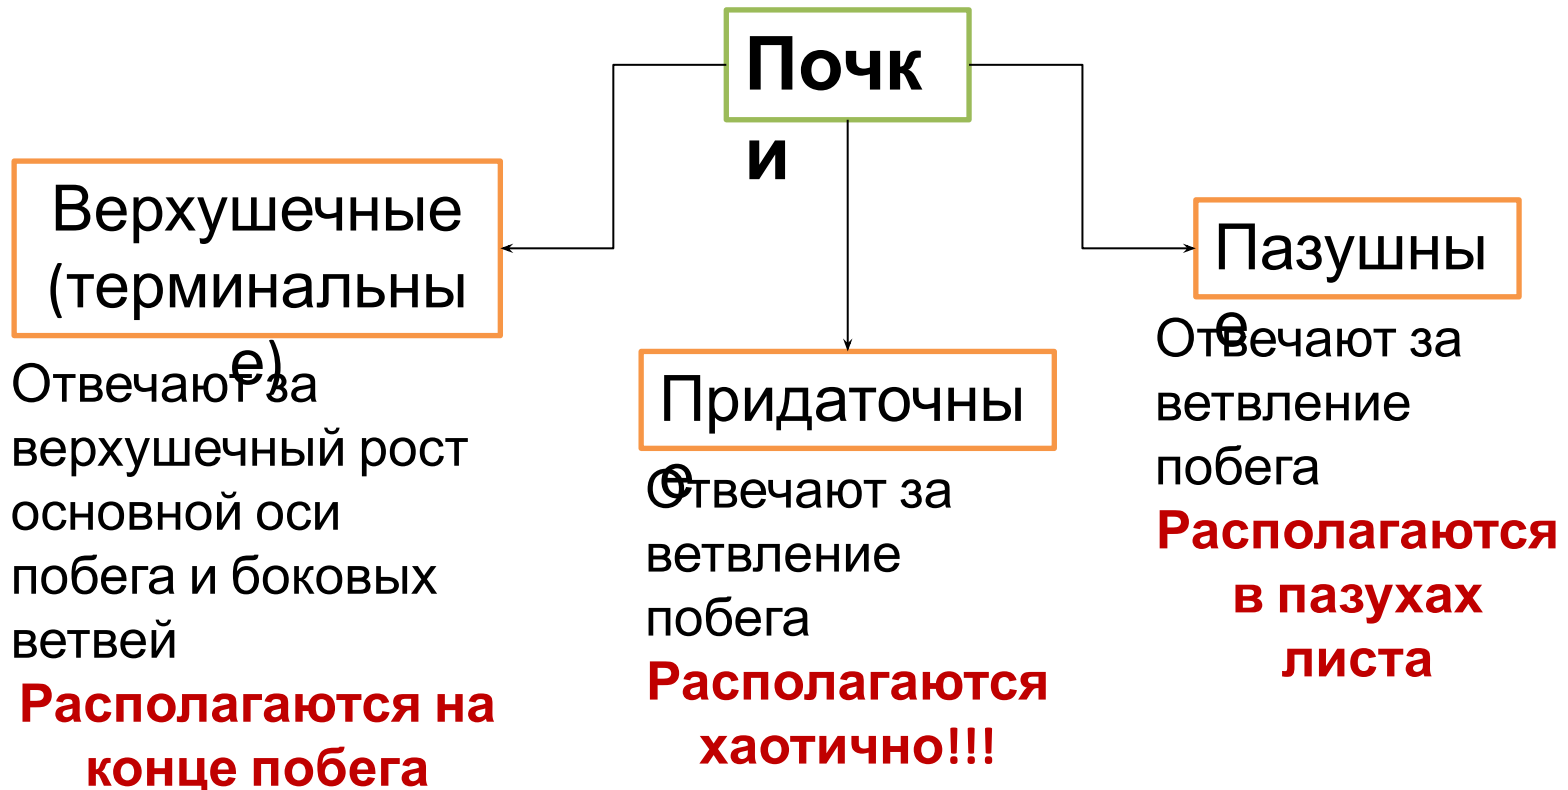 Почк
и
Верхушечные
(терминальны
е)
Отвечают за
верхушечный рост
основной оси
побега и боковых
ветвей
Располагаются на
конце побега
Придаточны
е
Отвечают за
ветвление
побега
Располагаются
хаотично!!!
Пазушны
е
Отвечают за
ветвление
побега
Располагаются
в пазухах
листа